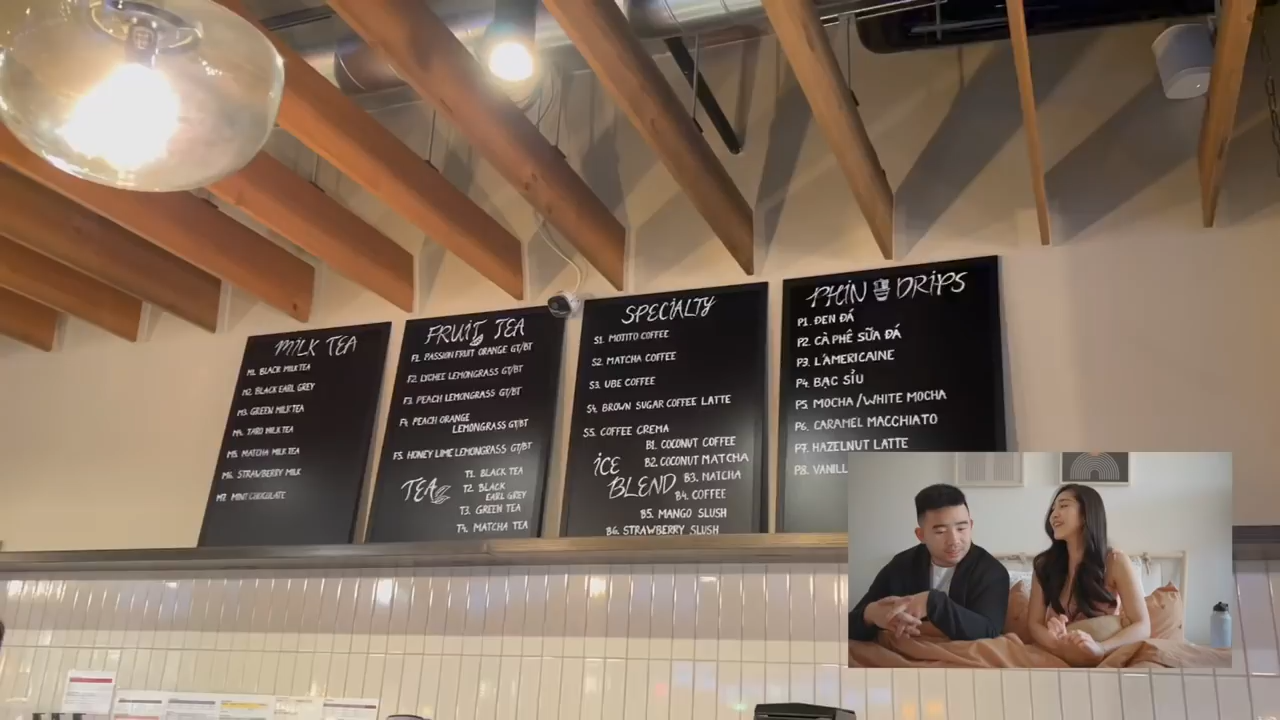 MILK TEA
M1. BLACK MILK TEA
M2. BLACK EARL GREY
M3. GREEN MILK TEA
M4. TARO MILK TEA
M5. MATCHA MILK TEA
M6. STRAWBERRY MILK
M7. MINT CHOCOLATE
FRUIT TEA
F1. PASSIONFRUIT ORANGE GT/BT
F2. LYCHEE LEMONGRASS GT/BT
F3. PEACH LEMONGRASS GT/BT
F4. PEACH ORANGE
LEMONGRASS GT/BT
F5. HONEY LIME LEMONGRASS GT/BT
TEA
T1. BLACK TEA
T2. BLACK
EARL GREY
T3. GREEN TEA
T4. MATCHA TEA
SPECIALTY
S1. MOTITO COFFEE
S2. MATCHA COFFEE
S3. UBE COFFEE
S4. BROWN SUGAR COFFEE LATTE
S5. COFFEE CREMA
ICE
BLEND
B1. COCONUT COFFEE
B2. COCONUT MATCHA
B3. MATCHA
B4. COFFEE
B5. MANGO SLUSH
B6. STRAWBERRY SLUSH
PHIN DRIPS
P1. ĐEN ĐÁ
P2. CÀ PHÊ SỮA ĐÁ
P3. L'AMERICAINE
P4. BẠC SỈU
P5. MOCHA / WHITE MOCHA
P6. CARAMEL MACCHIATO
P7. HAZELNUT LATTE
P8. VANILL